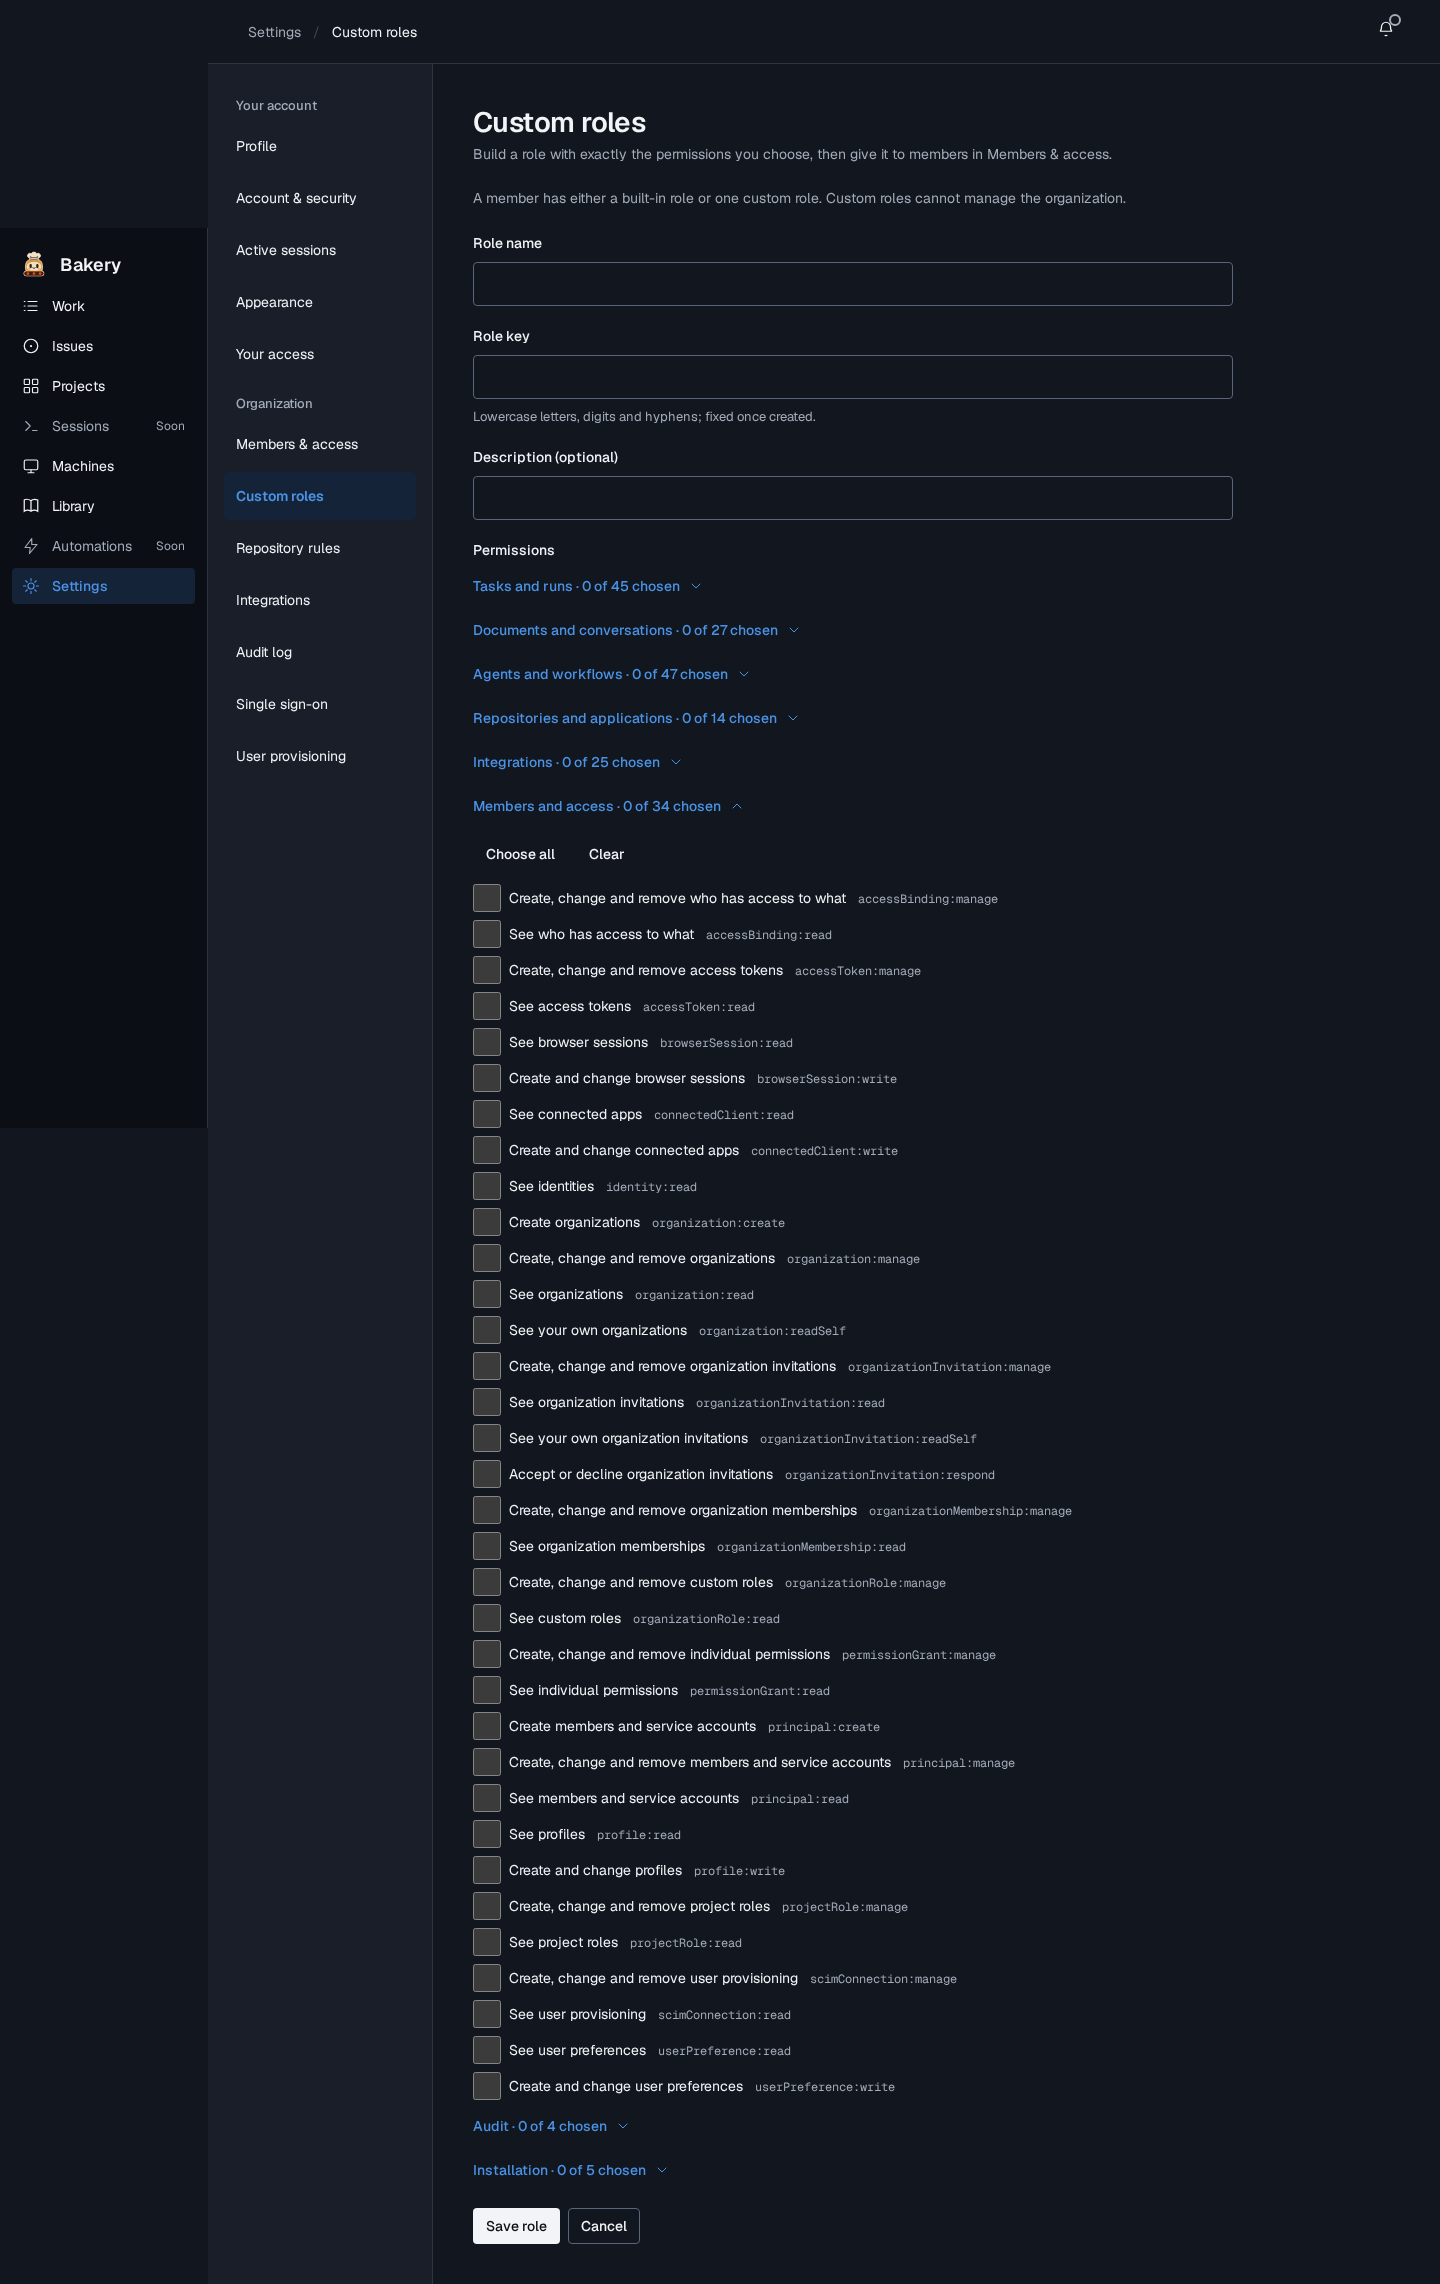 Settings / Custom roles
Bakery
Work
Issues
Projects
Sessions Soon
Machines
Library
Automations Soon
Settings
Your account
Profile
Account & security
Active sessions
Appearance
Your access
Organization
Members & access
Custom roles
Repository rules
Integrations
Audit log
Single sign-on
User provisioning
Custom roles
Build a role with exactly the permissions you choose, then give it to members in Members & access.
A member has either a built-in role or one custom role. Custom roles cannot manage the organization.
Role name
Role key
Lowercase letters, digits and hyphens; fixed once created.
Description (optional)
Permissions
Tasks and runs · 0 of 45 chosen
Documents and conversations · 0 of 27 chosen
Agents and workflows · 0 of 47 chosen
Repositories and applications · 0 of 14 chosen
Integrations · 0 of 25 chosen
Members and access · 0 of 34 chosen
Choose all Clear
Create, change and remove who has access to what accessBinding:manage
See who has access to what accessBinding:read
Create, change and remove access tokens accessToken:manage
See access tokens accessToken:read
See browser sessions browserSession:read
Create and change browser sessions browserSession:write
See connected apps connectedClient:read
Create and change connected apps connectedClient:write
See identities identity:read
Create organizations organization:create
Create, change and remove organizations organization:manage
See organizations organization:read
See your own organizations organization:readSelf
Create, change and remove organization invitations organizationInvitation:manage
See organization invitations organizationInvitation:read
See your own organization invitations organizationInvitation:readSelf
Accept or decline organization invitations organizationInvitation:respond
Create, change and remove organization memberships organizationMembership:manage
See organization memberships organizationMembership:read
Create, change and remove custom roles organizationRole:manage
See custom roles organizationRole:read
Create, change and remove individual permissions permissionGrant:manage
See individual permissions permissionGrant:read
Create members and service accounts principal:create
Create, change and remove members and service accounts principal:manage
See members and service accounts principal:read
See profiles profile:read
Create and change profiles profile:write
Create, change and remove project roles projectRole:manage
See project roles projectRole:read
Create, change and remove user provisioning scimConnection:manage
See user provisioning scimConnection:read
See user preferences userPreference:read
Create and change user preferences userPreference:write
Audit · 0 of 4 chosen
Installation · 0 of 5 chosen
Save role Cancel